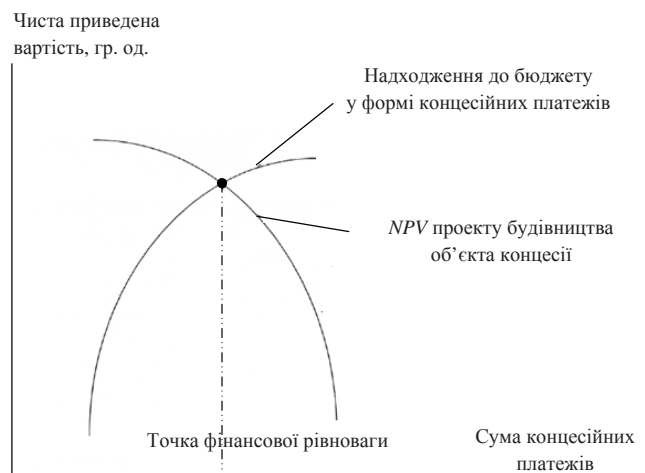 Чиста приведена
вартість, гр. од.
Надходження до бюджету
у формі концесійних платежів
NPV проекту будівництва
об’єкта концесії
Точка фінансової рівноваги
Сума концесійних
платежів